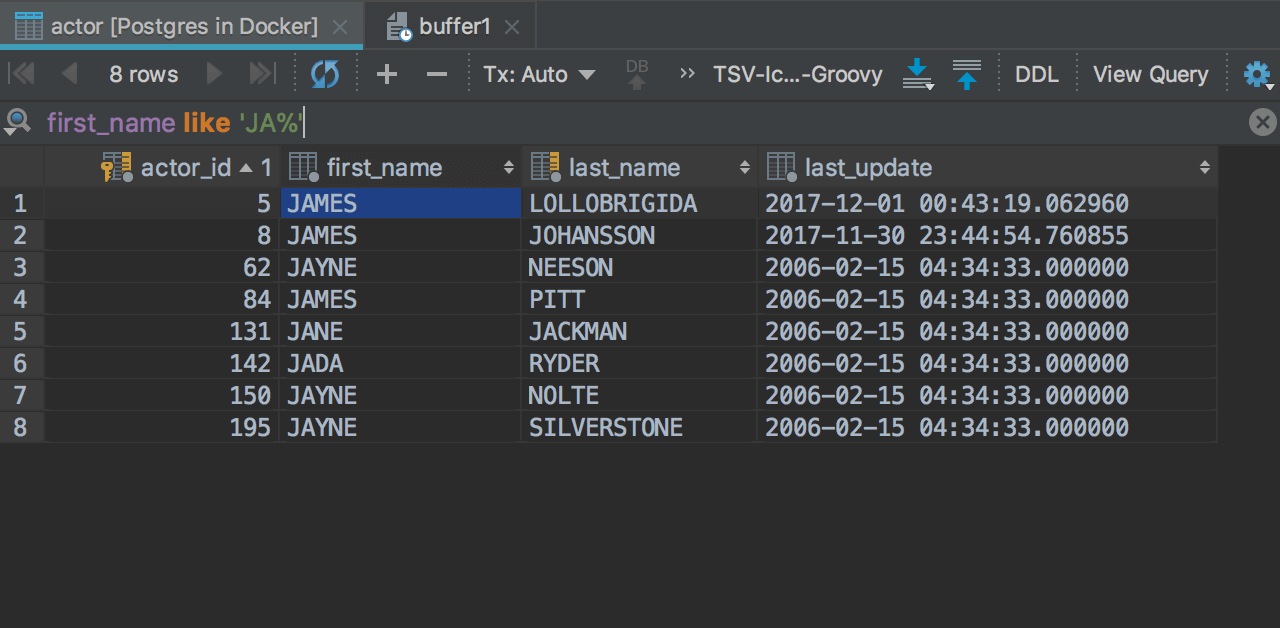 actor [Postgres in Docker] buffer1
8 rows Tx: Auto DB TSV-Ic...-Groovy DDL View Query
first_name like 'JA%'
actor_id 1 first_name last_name last_update
1 5 JAMES LOLLOBRIGIDA 2017-12-01 00:43:19.062960
2 8 JAMES JOHANSSON 2017-11-30 23:44:54.760855
3 62 JAYNE NEESON 2006-02-15 04:34:33.000000
4 84 JAMES PITT 2006-02-15 04:34:33.000000
5 131 JANE JACKMAN 2006-02-15 04:34:33.000000
6 142 JADA RYDER 2006-02-15 04:34:33.000000
7 150 JAYNE NOLTE 2006-02-15 04:34:33.000000
8 195 JAYNE SILVERSTONE 2006-02-15 04:34:33.000000